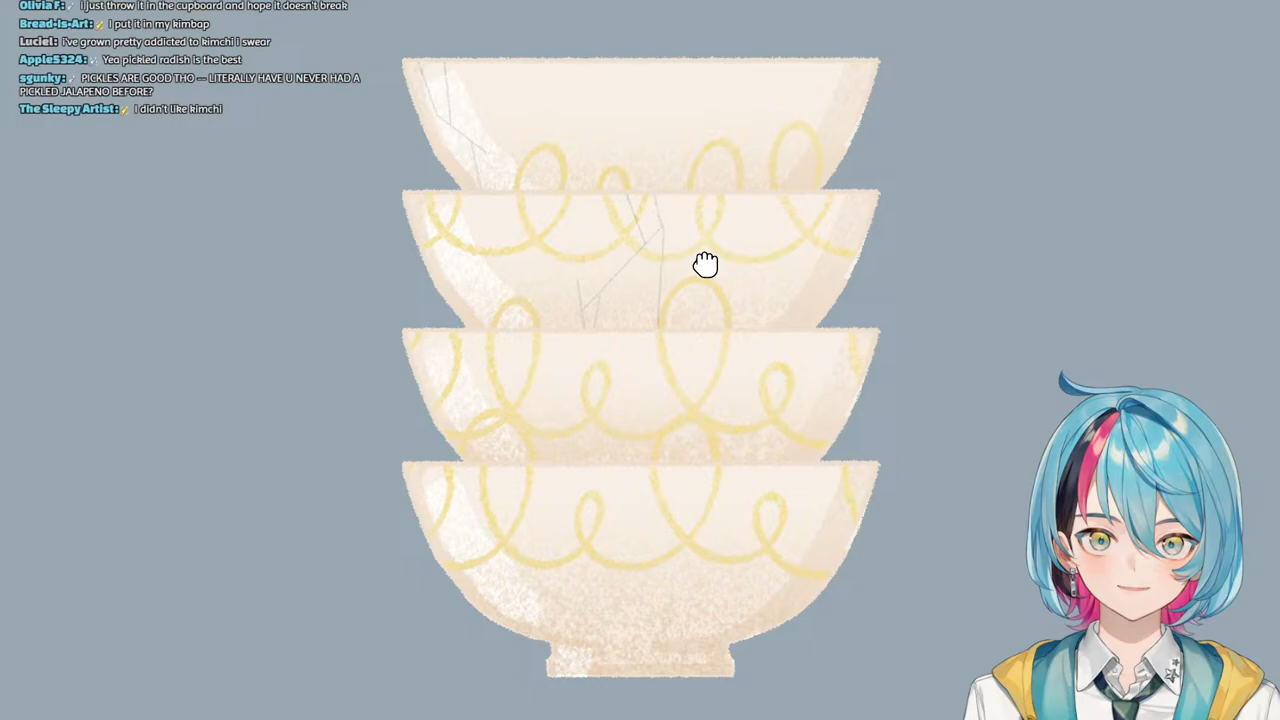 Olivia F: I just throw it in the cupboard and hope it doesn't break
Bread-is-Art: I put it in my kimbap
Luciel: I've grown pretty addicted to kimchi I swear
Apple5324: Yea pickled radish is the best
sgunky: PICKLES ARE GOOD THO -- LITERALLY HAVE U NEVER HAD A
PICKLED JALAPENO BEFORE?
The Sleepy Artist: I didn't like kimchi